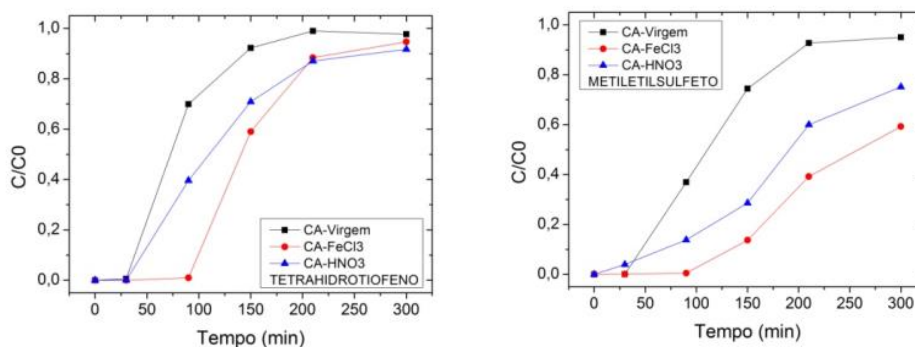 1,0
0,8
0,6
0,4
0,2
0,0
C/C0
CA-Virgem
CA-FeCl3
CA-HNO3
TETRAHIDROTIOFENO
0 50 100 150 200 250 300
Tempo (min)
1,0
0,8
0,6
0,4
0,2
0,0
C/C0
CA-Virgem
CA-FeCl3
CA-HNO3
METILETILSULFETO
0 50 100 150 200 250 300
Tempo (min)